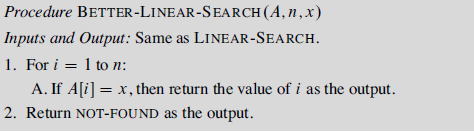 Procedure BETTER-LINEAR-SEARCH(A, n, x)
Inputs and Output: Same as LINEAR-SEARCH.
1. For i = 1 to n:
A. If A[i] = x, then return the value of i as the output.
2. Return NOT-FOUND as the output.